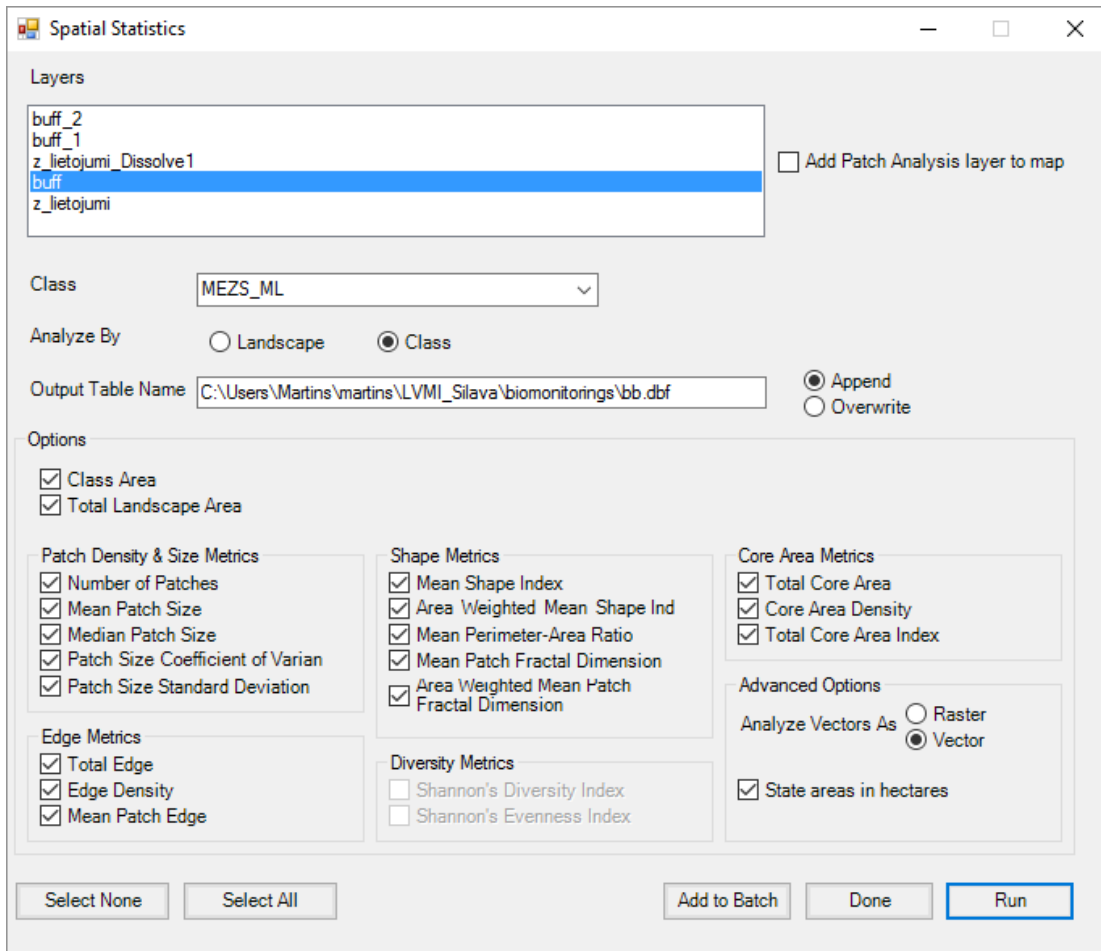 Spatial Statistics
Layers
buff_2
buff_1
z_lietojumi_Dissolve1
buff
z_lietojumi
Add Patch Analysis layer to map
Class
MEZS_ML
Analyze By
Landscape
Class
Output Table Name
C:\Users\Martins\martins\LVMI_Silava\biomonitorings\bb.dbf
Append
Overwrite
Options
Class Area
Total Landscape Area
Patch Density & Size Metrics
Number of Patches
Mean Patch Size
Median Patch Size
Patch Size Coefficient of Varian
Patch Size Standard Deviation
Edge Metrics
Total Edge
Edge Density
Mean Patch Edge
Shape Metrics
Mean Shape Index
Area Weighted Mean Shape Ind
Mean Perimeter-Area Ratio
Mean Patch Fractal Dimension
Area Weighted Mean Patch
Fractal Dimension
Diversity Metrics
Shannon's Diversity Index
Shannon's Evenness Index
Core Area Metrics
Total Core Area
Core Area Density
Total Core Area Index
Advanced Options
Analyze Vectors As
Raster
Vector
State areas in hectares
Select None
Select All
Add to Batch
Done
Run